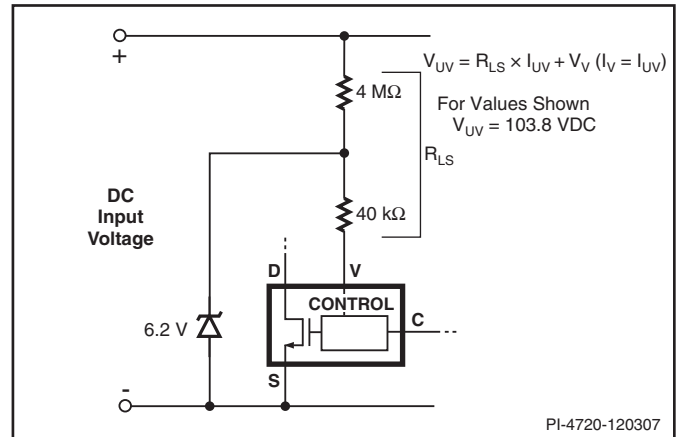 +
V_UV = R_LS × I_UV + V_V (I_V = I_UV)
4 MΩ
For Values Shown
V_UV = 103.8 VDC
R_LS
DC
Input
Voltage
40 kΩ
D
V
CONTROL
C
6.2 V
S
-
PI-4720-120307